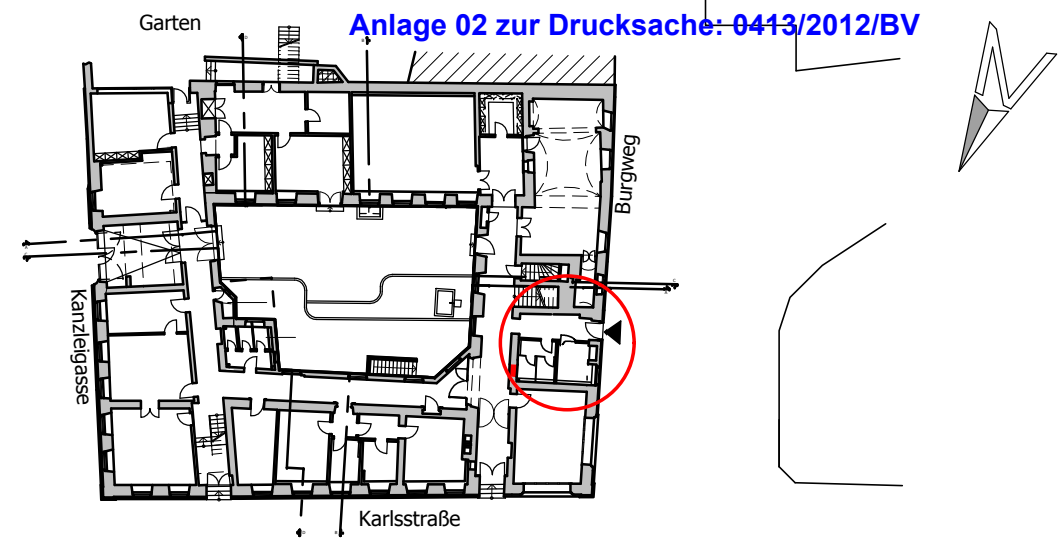 Anlage 02 zur Drucksache: 0413/2012/BV
Garten
Burgweg
Kanzleigasse
Karlsstraße